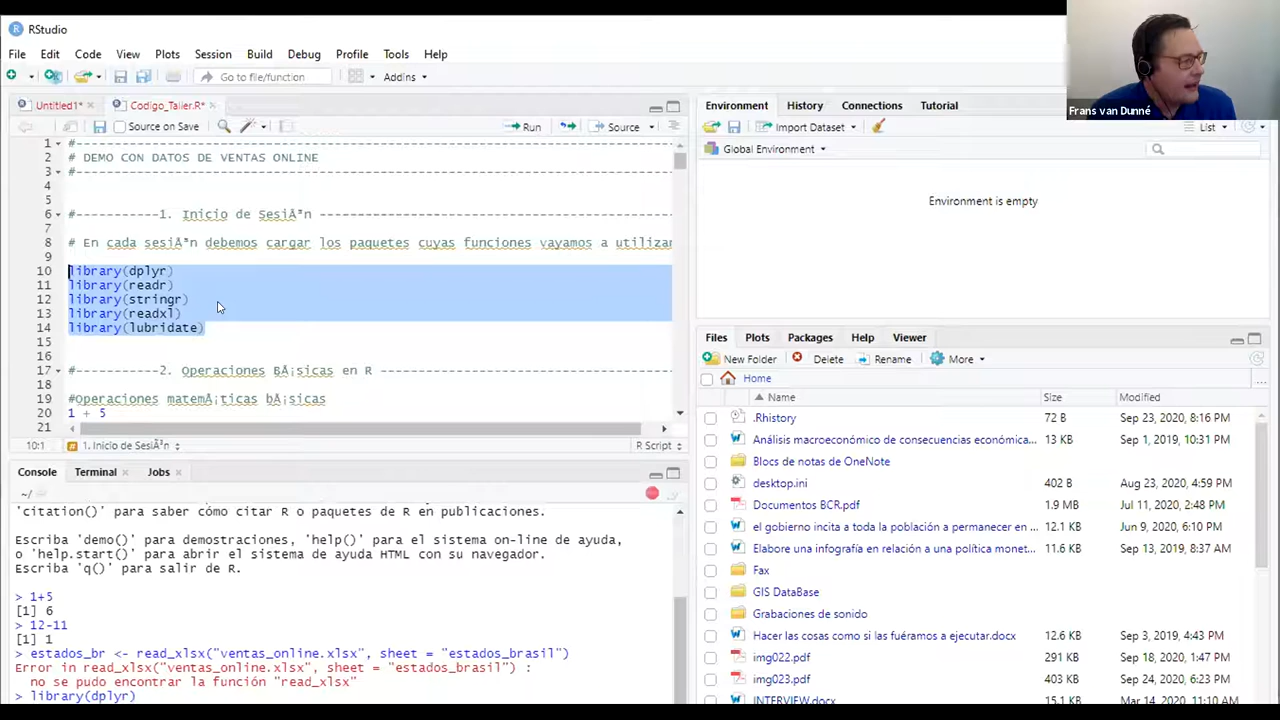 RStudio
File Edit Code View Plots Session Build Debug Profile Tools Help
Go to file/function Addins
Frans van Dunné
Untitled1* Codigo_Taller.R*
Source on Save Run Source
1 #----------------------------------------------------------------
2 # DEMO CON DATOS DE VENTAS ONLINE
3 #----------------------------------------------------------------
4
5
6 #-----------1. Inicio de SesiÃ³n ------------------------------
7
8 # En cada sesiÃ³n debemos cargar los paquetes cuyas funciones vayamos a utilizar
9
10 library(dplyr)
11 library(readr)
12 library(stringr)
13 library(readxl)
14 library(lubridate)
15
16
17 #-----------2. Operaciones BÃ¡sicas en R ----------------------
18
19 #Operaciones matemÃ¡ticas bÃ¡sicas
20 1 + 5
21
10:1 1. Inicio de SesiÃ³n R Script
Console Terminal Jobs
~/
'citation()' para saber cómo citar R o paquetes de R en publicaciones.
Escriba 'demo()' para demostraciones, 'help()' para el sistema on-line de ayuda,
o 'help.start()' para abrir el sistema de ayuda HTML con su navegador.
Escriba 'q()' para salir de R.
> 1+5
[1] 6
> 12-11
[1] 1
> estados_br <- read_xlsx("ventas_online.xlsx", sheet = "estados_brasil")
Error in read_xlsx("ventas_online.xlsx", sheet = "estados_brasil") :
no se pudo encontrar la función "read_xlsx"
> library(dplyr)
Environment History Connections Tutorial
Import Dataset List
Global Environment
Environment is empty
Files Plots Packages Help Viewer
New Folder Delete Rename More
Home
Name Size Modified
.Rhistory 72 B Sep 23, 2020, 8:16 PM
Análisis macroeconómico de consecuencias económica... 13 KB Sep 1, 2019, 10:31 PM
Blocs de notas de OneNote
desktop.ini 402 B Aug 23, 2020, 4:59 PM
Documentos BCR.pdf 1.9 MB Jul 11, 2020, 2:48 PM
el gobierno incita a toda la población a permanecer en ... 12.1 KB Jun 9, 2020, 6:10 PM
Elabore una infografía en relación a una política monet... 11.6 KB Sep 13, 2019, 8:37 AM
Fax
GIS DataBase
Grabaciones de sonido
Hacer las cosas como si las fuéramos a ejecutar.docx 12.6 KB Sep 3, 2019, 4:43 PM
img022.pdf 291 KB Sep 18, 2020, 1:47 PM
img023.pdf 679 KB Sep 24, 2020, 6:23 PM
INTERVIEW.docx 15.1 KB Mar 14, 2020, 11:10 AM